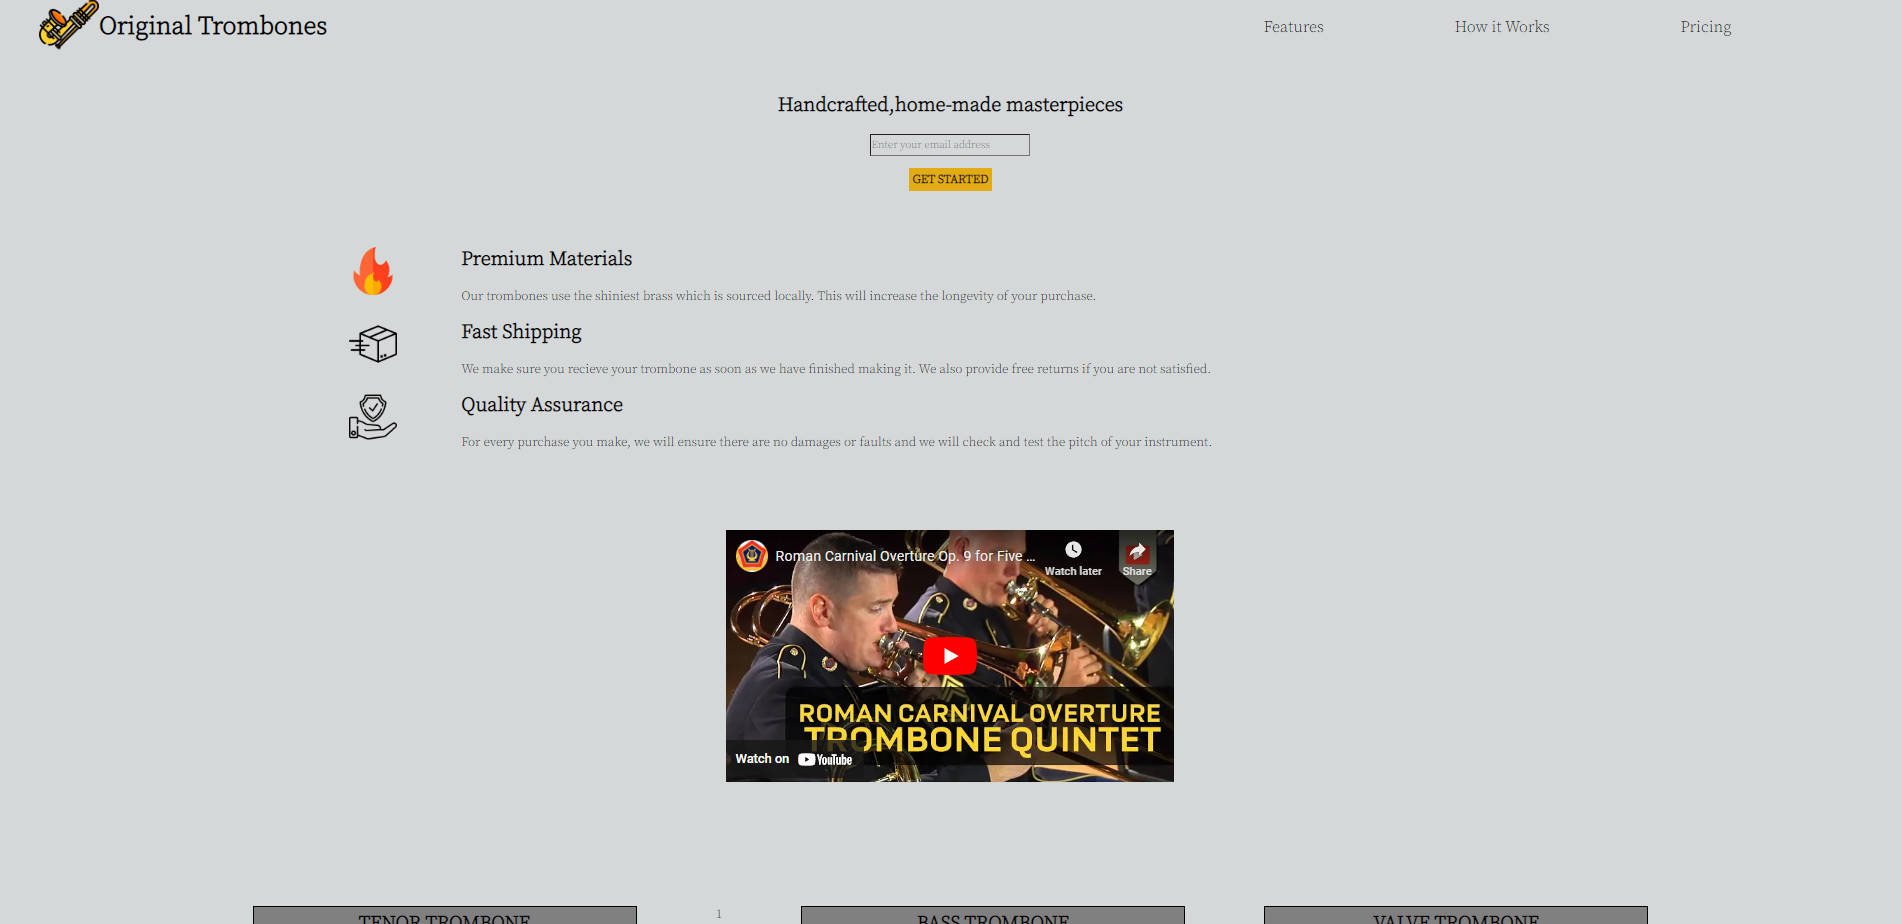 Original Trombones
Features
How it Works
Pricing
Handcrafted,home-made masterpieces
Enter your email address
GET STARTED
Premium Materials
Our trombones use the shiniest brass which is sourced locally. This will increase the longevity of your purchase.
Fast Shipping
We make sure you recieve your trombone as soon as we have finished making it. We also provide free returns if you are not satisfied.
Quality Assurance
For every purchase you make, we will ensure there are no damages or faults and we will check and test the pitch of your instrument.
Roman Carnival Overture Op. 9 for Five ...
Watch later
Share
ROMAN CARNIVAL OVERTURE
TROMBONE QUINTET
Watch on YouTube
TENOR TROMBONE
1
BASS TROMBONE
VALVE TROMBONE